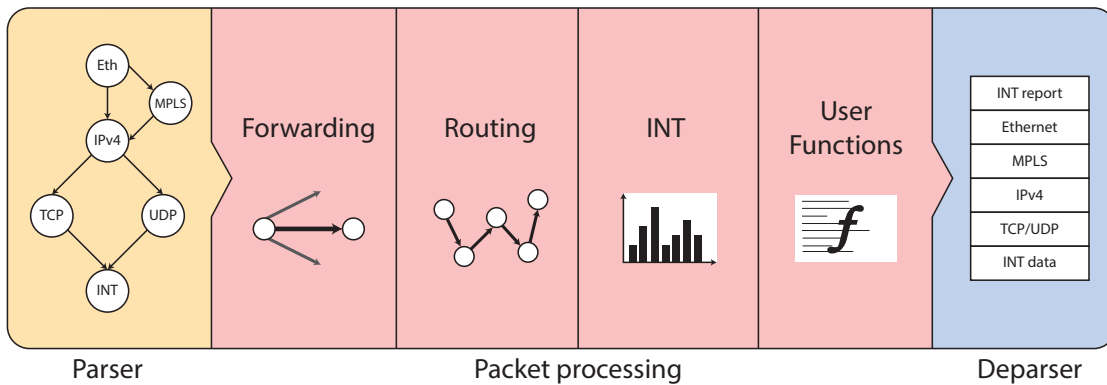 Eth
MPLS
IPv4
TCP
UDP
INT
Forwarding
Routing
INT
User
Functions
f
INT report
Ethernet
MPLS
IPv4
TCP/UDP
INT data
Parser
Packet processing
Deparser